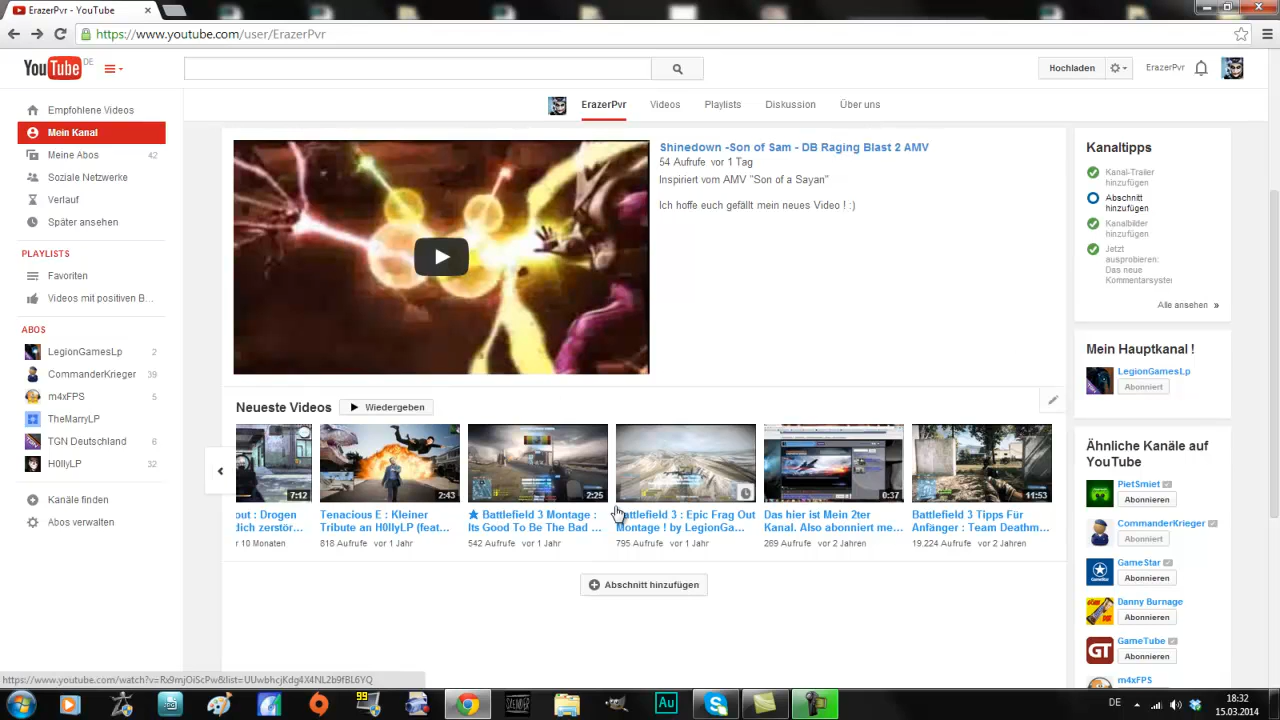 ErazerPvr - YouTube
https://www.youtube.com/user/ErazerPvr
YouTube DE
Hochladen
ErazerPvr
ErazerPvr
Videos
Playlists
Diskussion
Über uns
Empfohlene Videos
Mein Kanal
Meine Abos 42
Soziale Netzwerke
Verlauf
Später ansehen
PLAYLISTS
Favoriten
Videos mit positiven B...
ABOS
LegionGamesLp 2
CommanderKrieger 39
m4xFPS 5
TheMarryLP
TGN Deutschland 6
H0llyLP 32
Kanäle finden
Abos verwalten
Shinedown -Son of Sam - DB Raging Blast 2 AMV
54 Aufrufe vor 1 Tag
Inspiriert vom AMV "Son of a Sayan"
Ich hoffe euch gefällt mein neues Video ! :)
Neueste Videos
Wiedergeben
7:12
out : Drogen
dich zerstör...
r 10 Monaten
2:43
Tenacious E : Kleiner
Tribute an H0llyLP (feat...
818 Aufrufe vor 1 Jahr
2:25
★ Battlefield 3 Montage :
Its Good To Be The Bad ...
542 Aufrufe vor 1 Jahr
Battlefield 3 : Epic Frag Out
Montage ! by LegionGa...
795 Aufrufe vor 1 Jahr
0:37
Das hier ist Mein 2ter
Kanal. Also abonniert me...
269 Aufrufe vor 2 Jahren
11:53
Battlefield 3 Tipps Für
Anfänger : Team Deathm...
19.224 Aufrufe vor 2 Jahren
Abschnitt hinzufügen
Kanaltipps
Kanal-Trailer
hinzufügen
Abschnitt
hinzufügen
Kanalbilder
hinzufügen
Jetzt
ausprobieren:
Das neue
Kommentarsyster
Alle ansehen »
Mein Hauptkanal !
LegionGamesLp
Abonniert
Ähnliche Kanäle auf
YouTube
PietSmiet
Abonnieren
CommanderKrieger
Abonniert
GameStar
Abonnieren
Danny Burnage
Abonnieren
GameTube
GT
Abonnieren
m4xFPS
99
Au
DE
18:32
15.03.2014